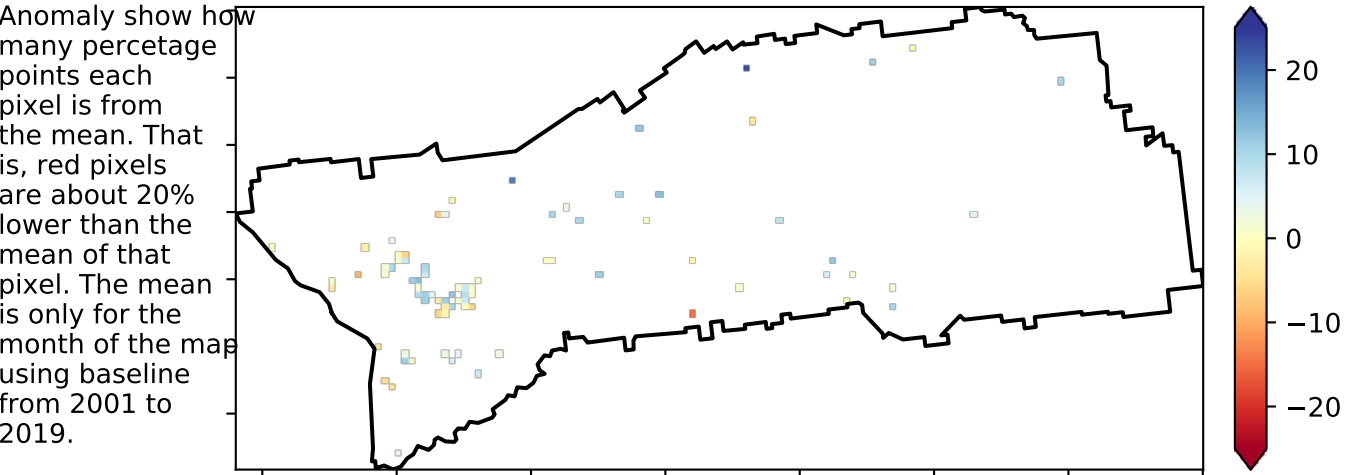 Anomaly show how
many percetage
points each
pixel is from
the mean. That
is, red pixels
are about 20%
lower than the
mean of that
pixel. The mean
is only for the
month of the map
using baseline
from 2001 to
2019.
20
10
0
−10
−20